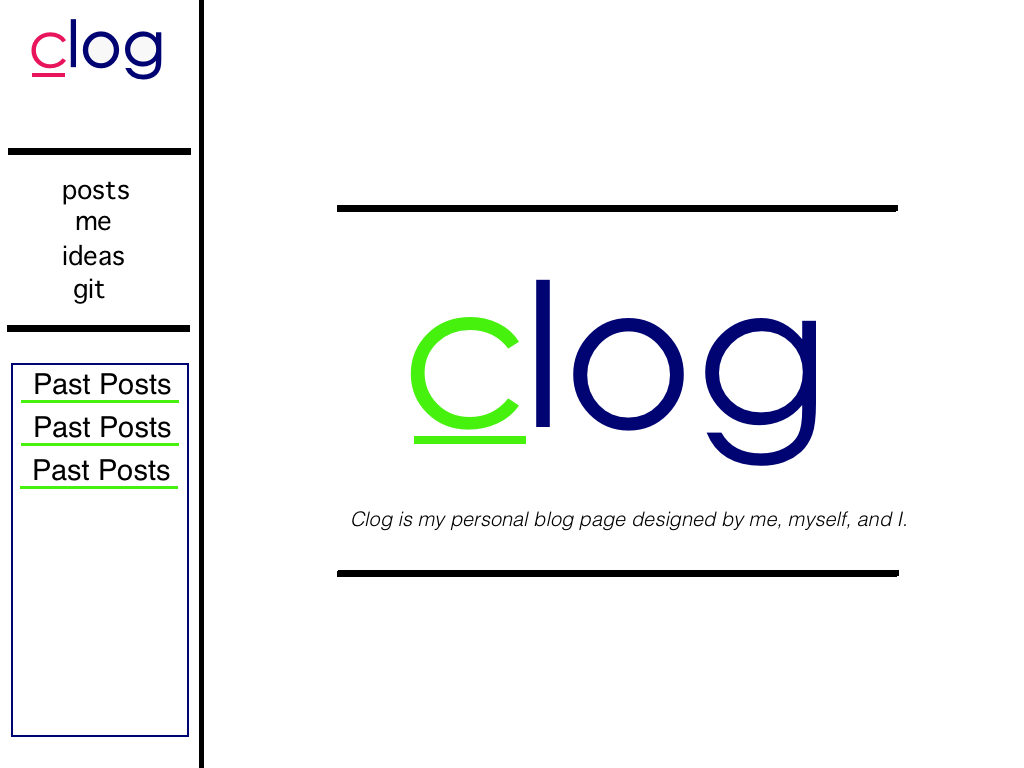 clog
posts
me
ideas
git
Past Posts
Past Posts
Past Posts
clog
Clog is my personal blog page designed by me, myself, and I.